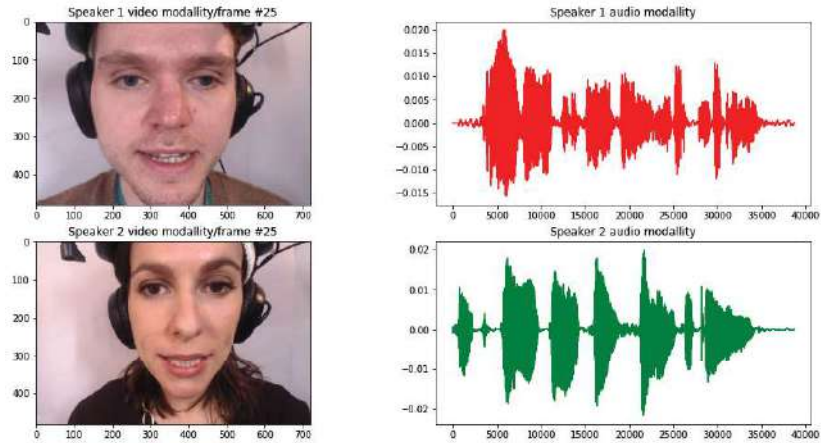 Speaker 1 video modallity/frame #25
0
100
200
300
400
0 100 200 300 400 500 600 700
Speaker 1 audio modallity
0.020
0.015
0.010
0.005
0.000
−0.005
−0.010
−0.015
0 5000 10000 15000 20000 25000 30000 35000 40000
Speaker 2 video modallity/frame #25
0
100
200
300
400
0 100 200 300 400 500 600 700
Speaker 2 audio modallity
0.02
0.01
0.00
−0.01
−0.02
0 5000 10000 15000 20000 25000 30000 35000 40000